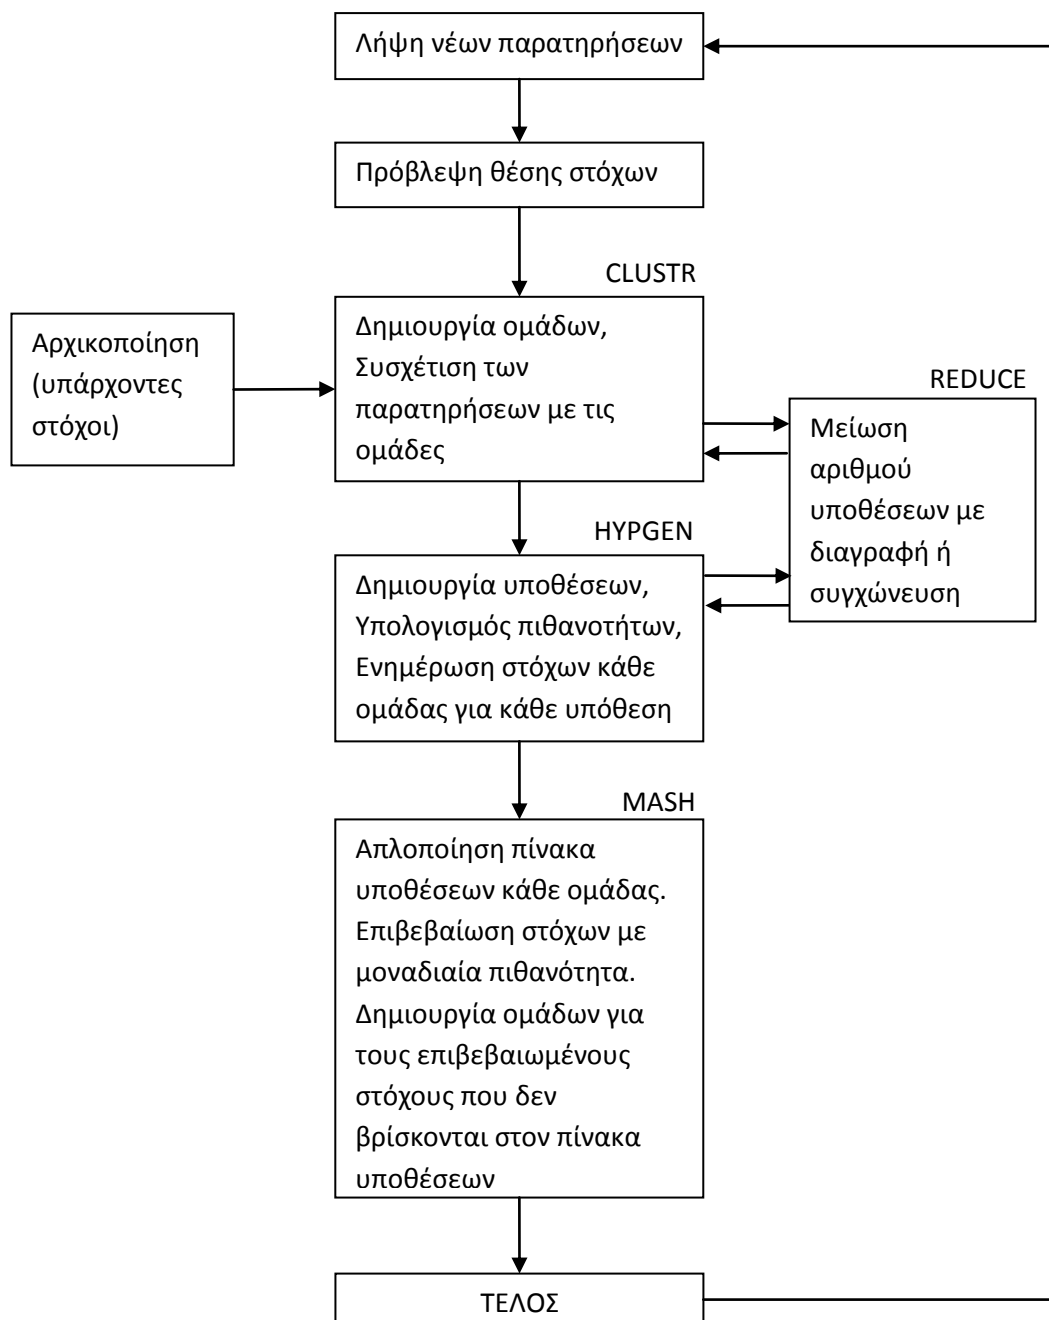 Λήψη νέων παρατηρήσεων
Πρόβλεψη θέσης στόχων
CLUSTR
Δημιουργία ομάδων,
Συσχέτιση των
παρατηρήσεων με τις
ομάδες
Αρχικοποίηση
(υπάρχοντες
στόχοι)
REDUCE
Μείωση
αριθμού
υποθέσεων με
διαγραφή ή
συγχώνευση
HYPGEN
Δημιουργία υποθέσεων,
Υπολογισμός πιθανοτήτων,
Ενημέρωση στόχων κάθε
ομάδας για κάθε υπόθεση
MASH
Απλοποίηση πίνακα
υποθέσεων κάθε ομάδας.
Επιβεβαίωση στόχων με
μοναδιαία πιθανότητα.
Δημιουργία ομάδων για
τους επιβεβαιωμένους
στόχους που δεν
βρίσκονται στον πίνακα
υποθέσεων
ΤΕΛΟΣ